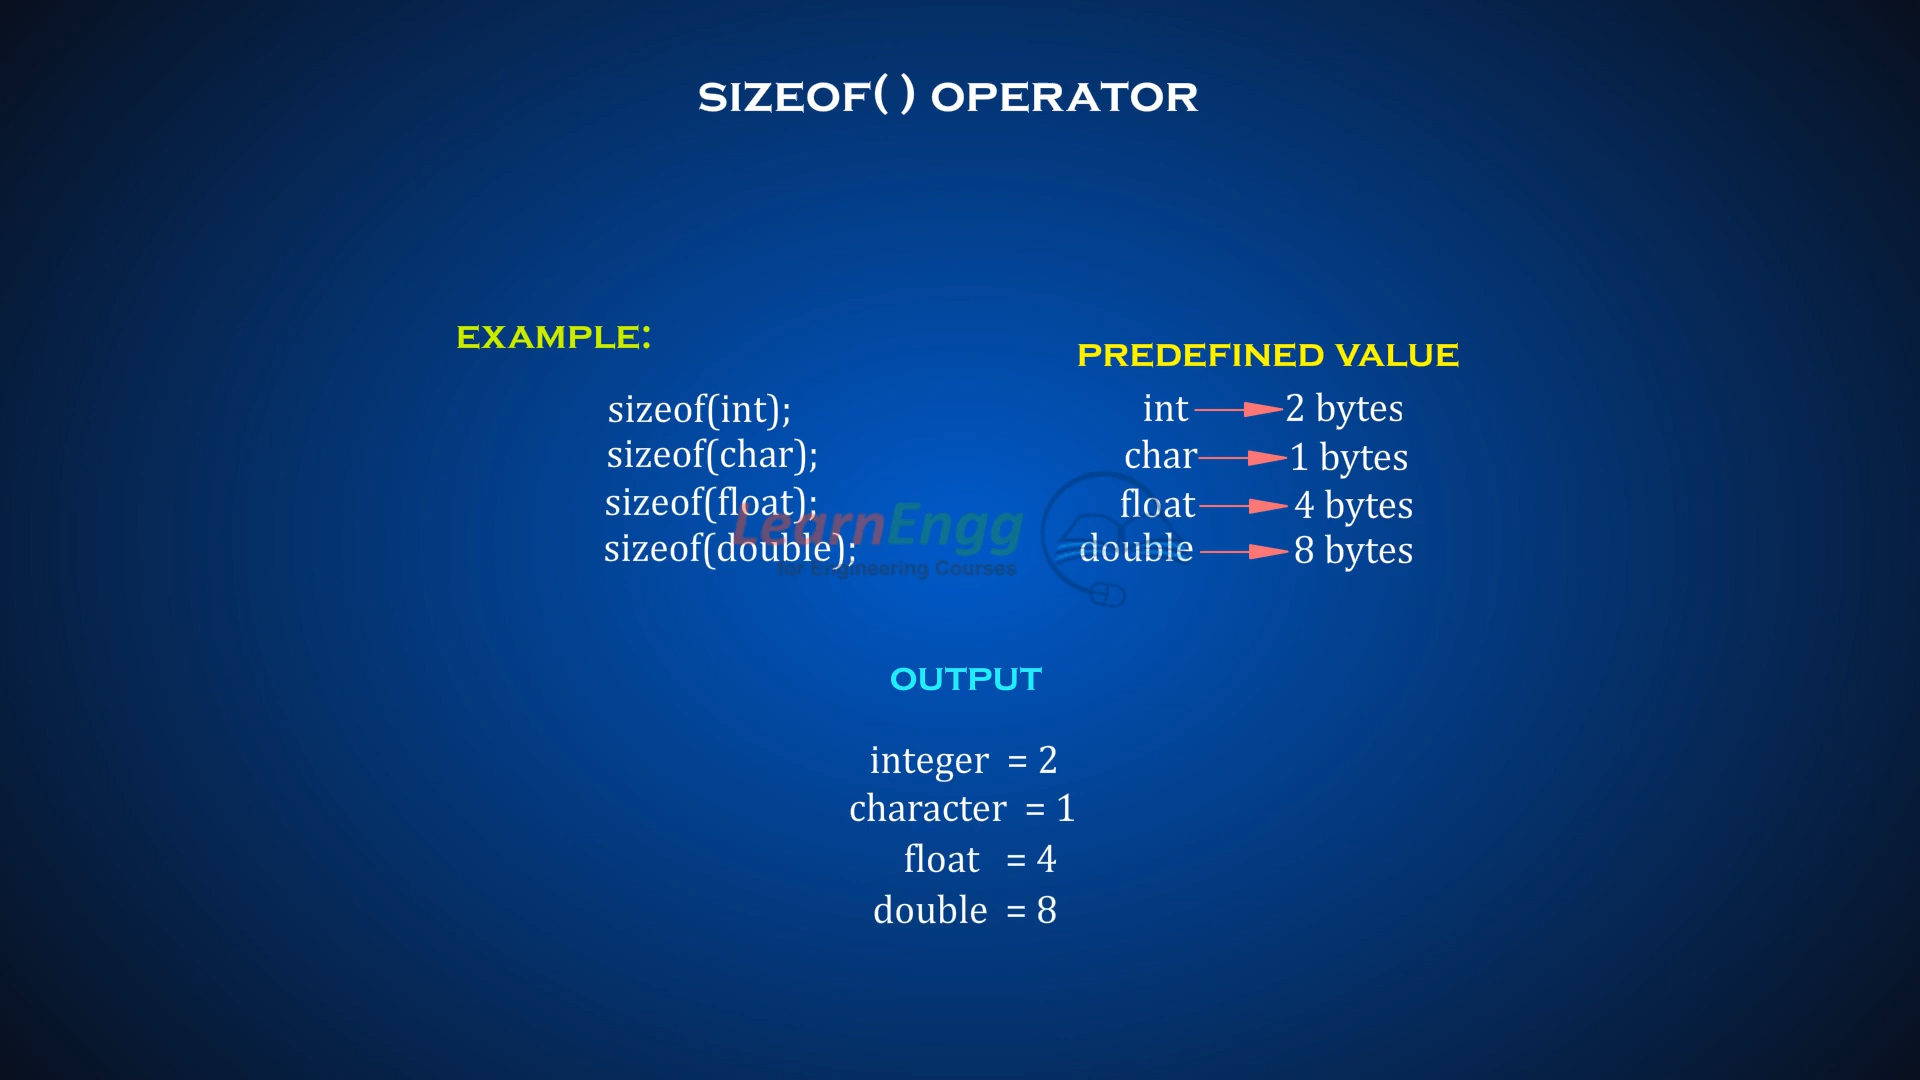 SIZEOF( ) OPERATOR
EXAMPLE:
sizeof(int);
sizeof(char);
sizeof(float);
sizeof(double);
PREDEFINED VALUE
int 2 bytes
char 1 bytes
float 4 bytes
double 8 bytes
LearnEngg
for Engineering Courses
OUTPUT
integer = 2
character = 1
float = 4
double = 8